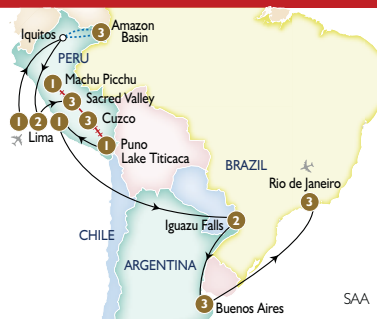 Iquitos
3
Amazon
Basin
PERU
1
Machu Picchu
3
Sacred Valley
3
Cuzco
1
2
1
Lima
1
Puno
Lake Titicaca
BRAZIL
Rio de Janeiro
3
Iguazu Falls
2
CHILE
ARGENTINA
3
Buenos Aires
SAA